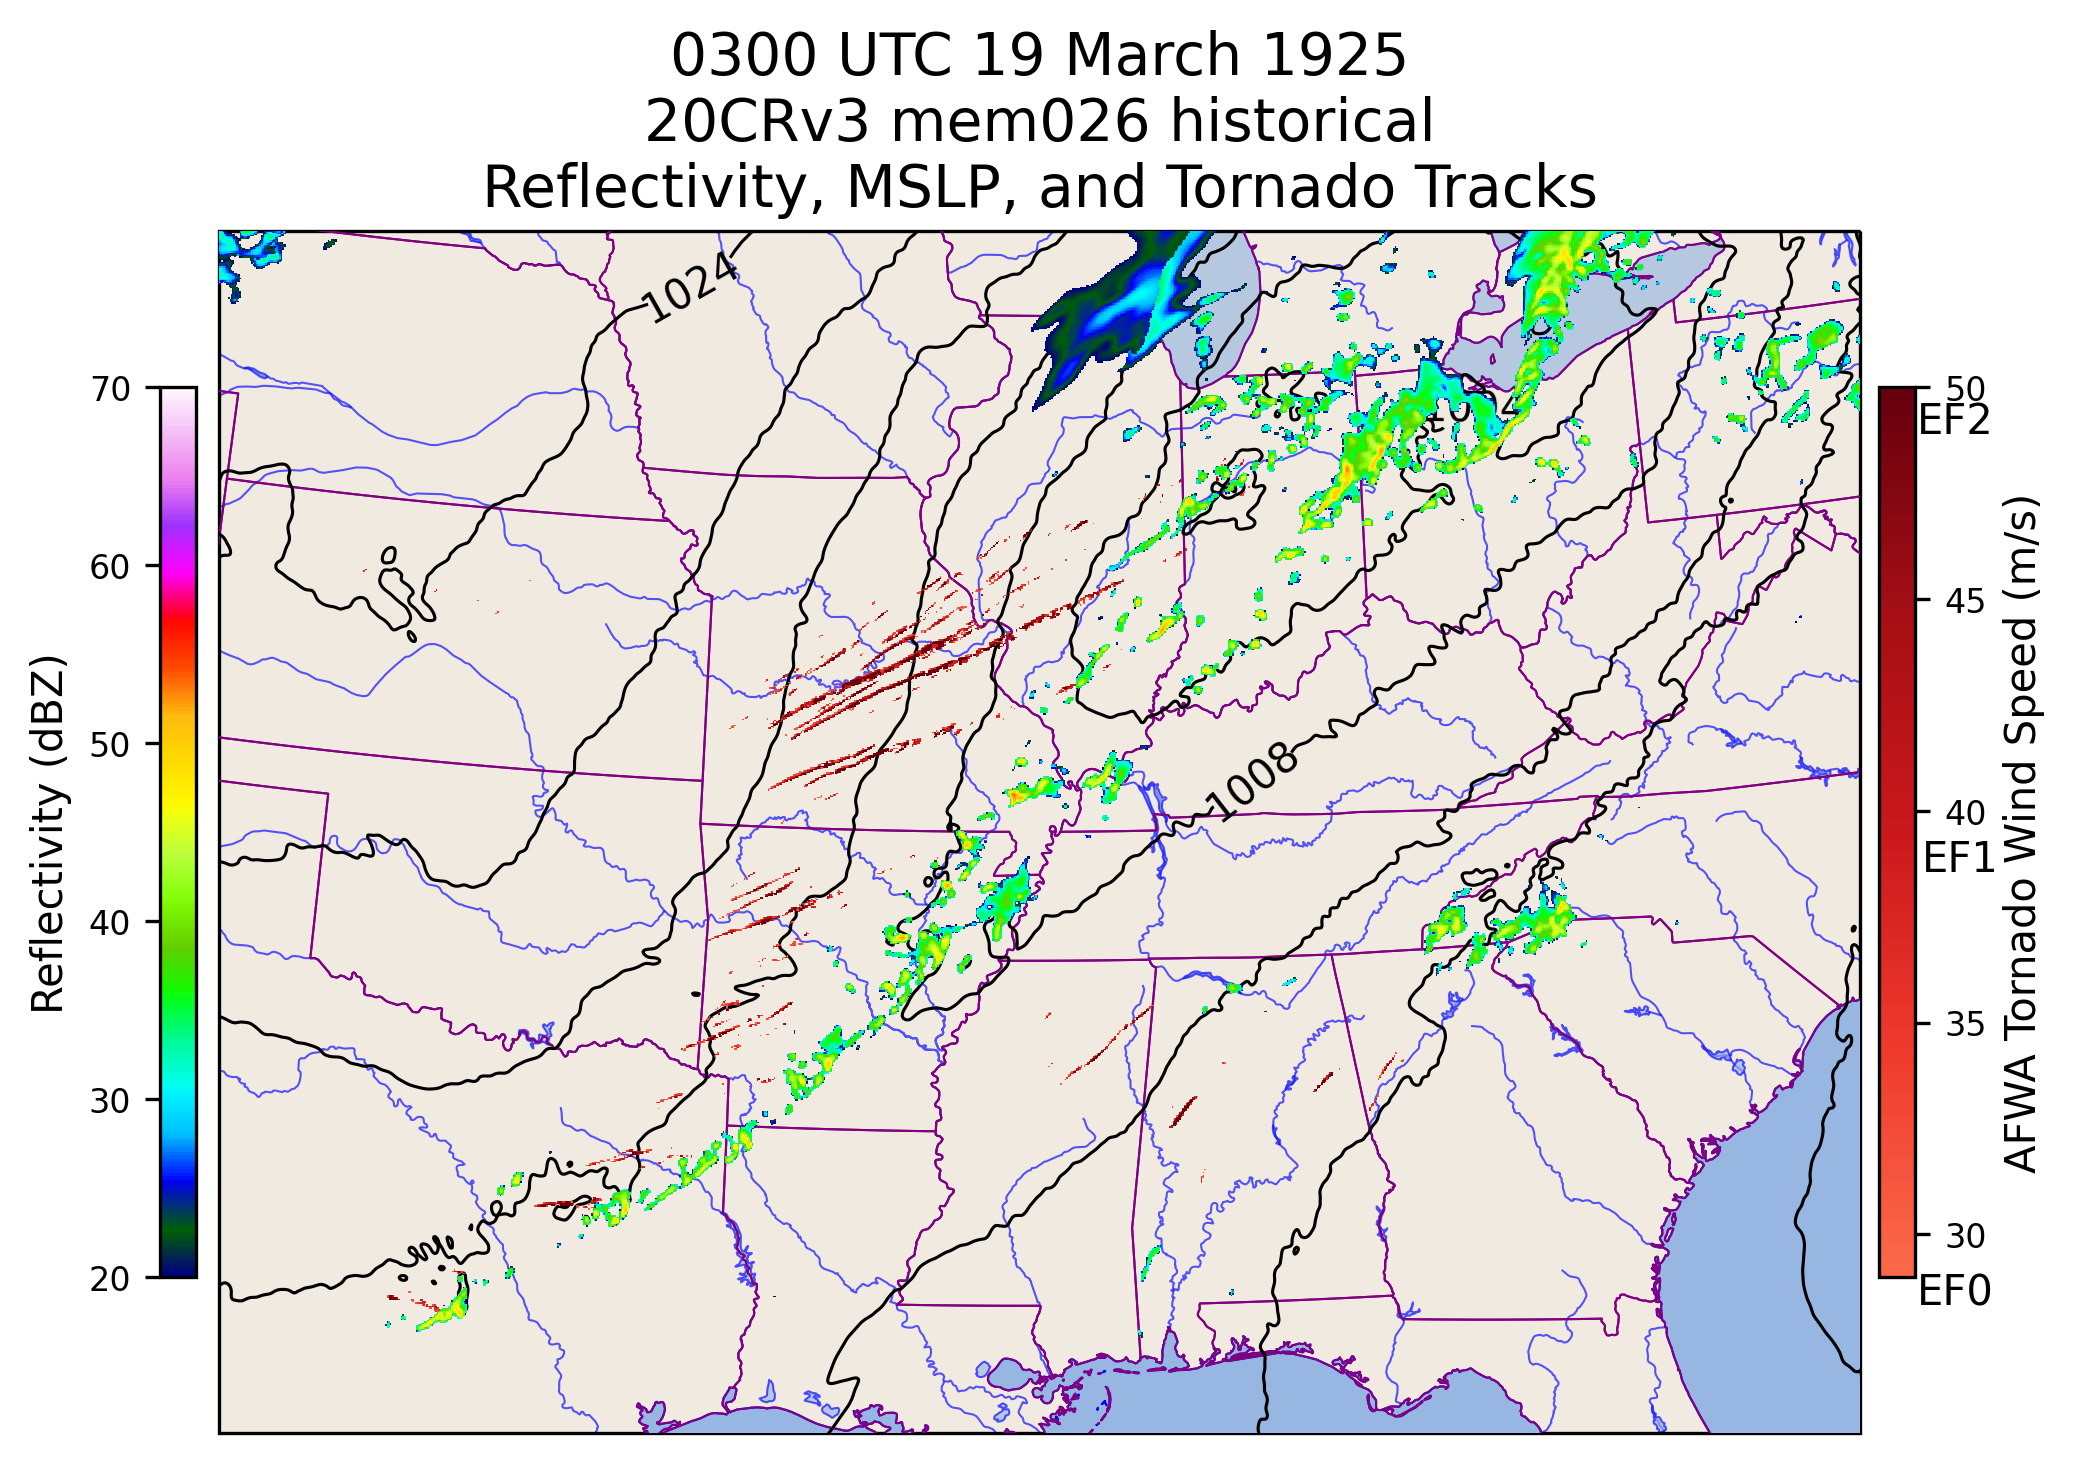 0300 UTC 19 March 1925
20CRv3 mem026 historical
Reflectivity, MSLP, and Tornado Tracks
1024
1008
Reflectivity (dBZ)
70
60
50
40
30
20
50
EF2
45
40
EF1
35
30
EF0
AFWA Tornado Wind Speed (m/s)